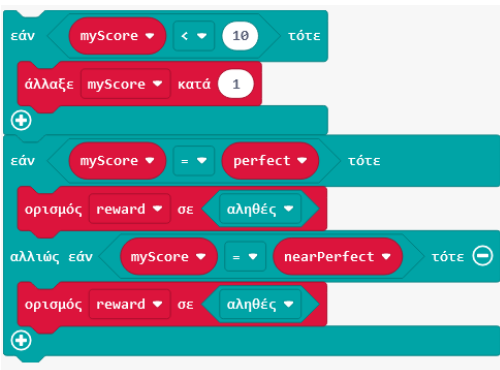 εάν myScore < 10 τότε
άλλαξε myScore κατά 1
εάν myScore = perfect τότε
ορισμός reward σε αληθές
αλλιώς εάν myScore = nearPerfect τότε
ορισμός reward σε αληθές